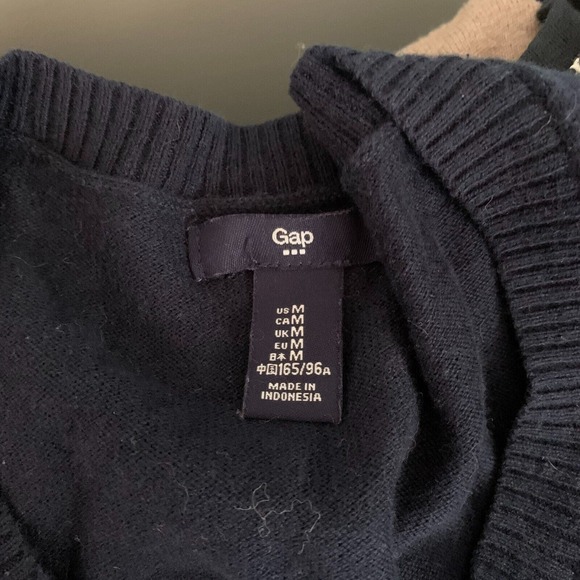 Gap
US M
CA M
UK M
EU M
日本 M
中国165/96A
MADE IN
INDONESIA